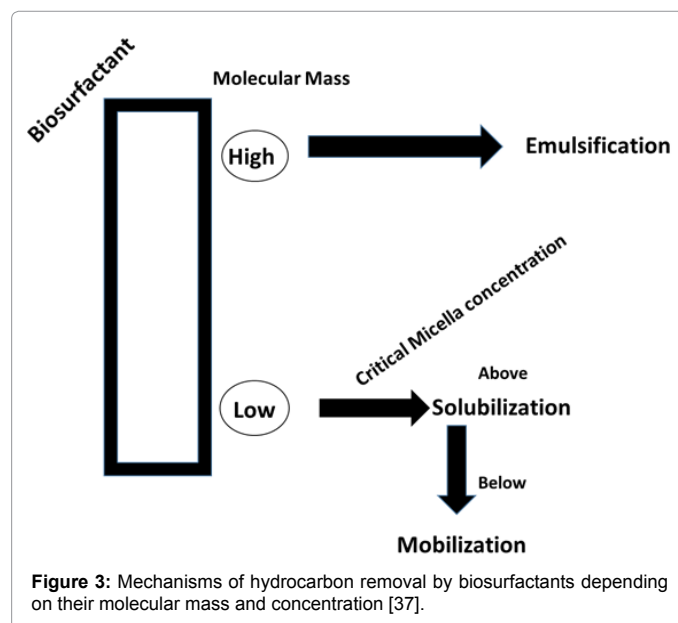 Biosurfactant
Molecular Mass
High
Emulsification
Critical Micella concentration
Low
Above
Solubilization
Below
Mobilization
Figure 3: Mechanisms of hydrocarbon removal by biosurfactants depending
on their molecular mass and concentration [37].